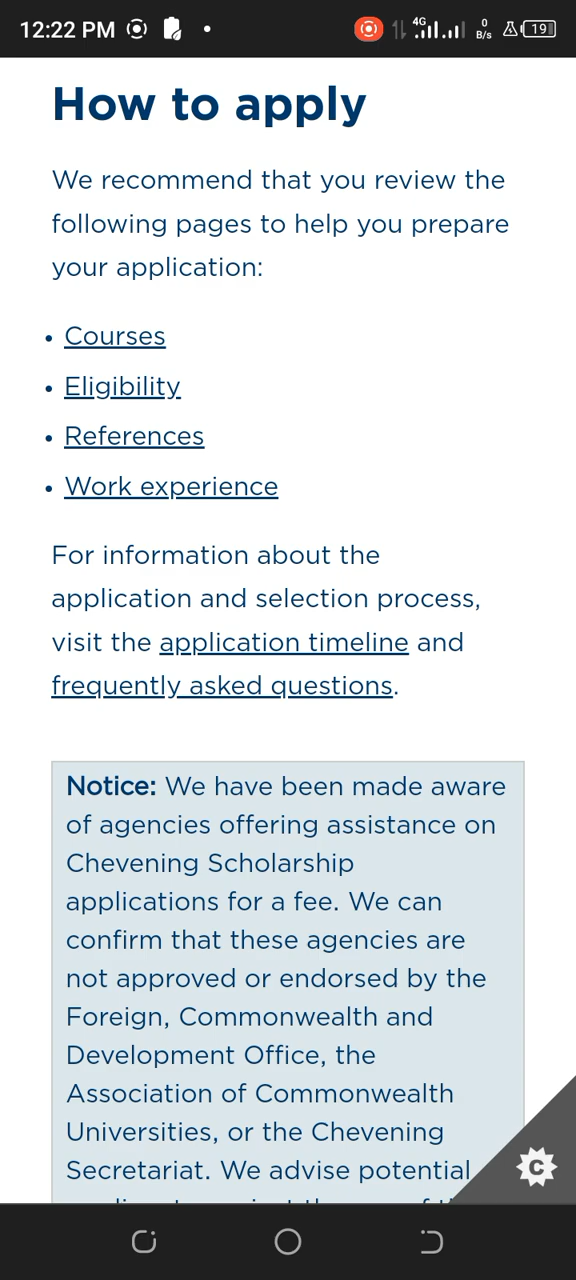 12:22 PM 4G 0 B/s 19
How to apply
We recommend that you review the
following pages to help you prepare
your application:
• Courses
• Eligibility
• References
• Work experience
For information about the
application and selection process,
visit the application timeline and
frequently asked questions.
Notice: We have been made aware
of agencies offering assistance on
Chevening Scholarship
applications for a fee. We can
confirm that these agencies are
not approved or endorsed by the
Foreign, Commonwealth and
Development Office, the
Association of Commonwealth
Universities, or the Chevening
Secretariat. We advise potential
C